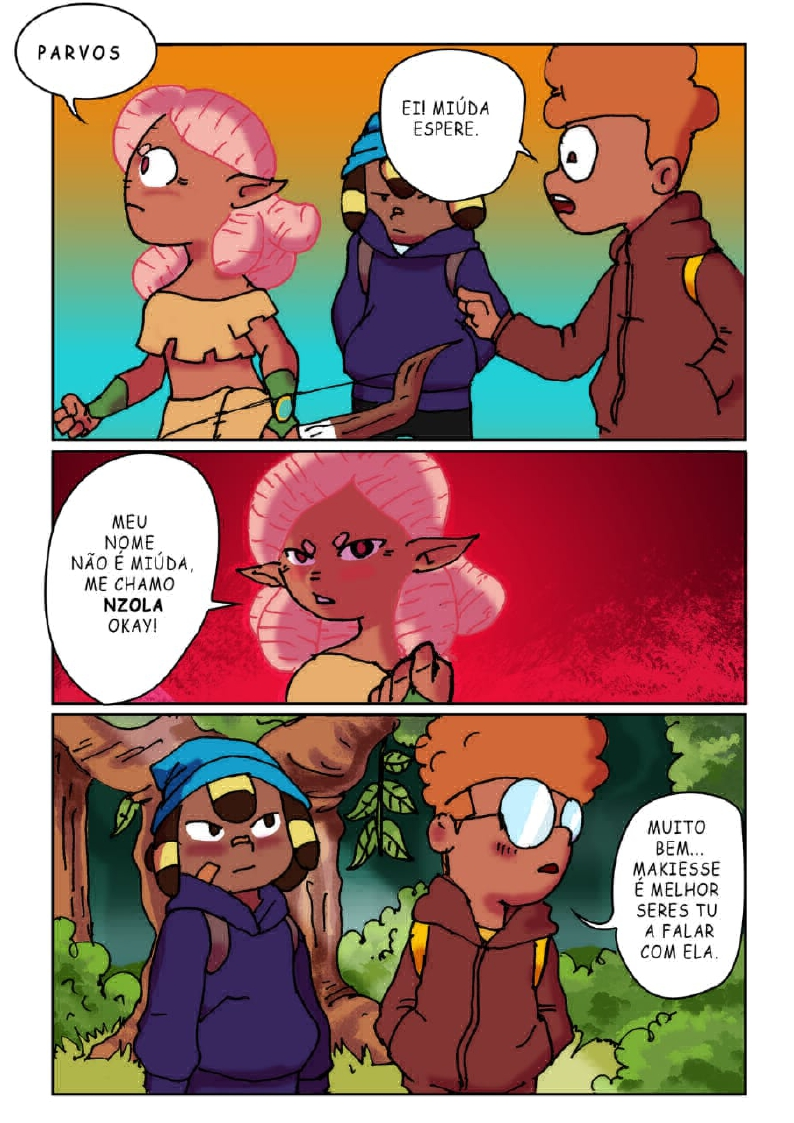 PARVOS
EI! MIÚDA
ESPERE.
MEU
NOME
NÃO É MIÚDA,
ME CHAMO
NZOLA
OKAY!
MUITO
BEM...
MAKIESSE
É MELHOR
SERES TU
A FALAR
COM ELA.